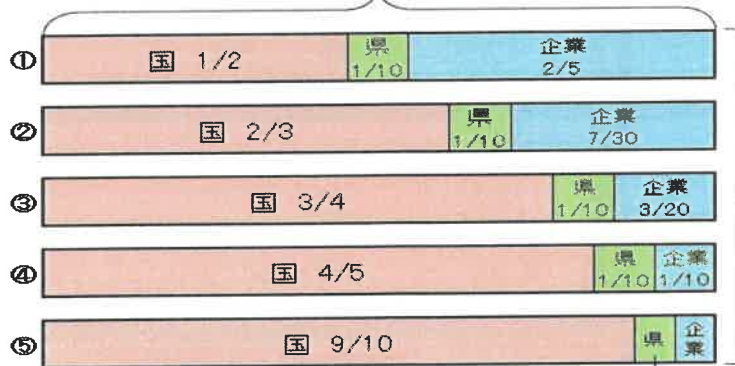 ① 国 1/2 県 1/10 企業 2/5
② 国 2/3 県 1/10 企業 7/30
③ 国 3/4 県 1/10 企業 3/20
④ 国 4/5 県 1/10 企業 1/10
⑤ 国 9/10 県 企業